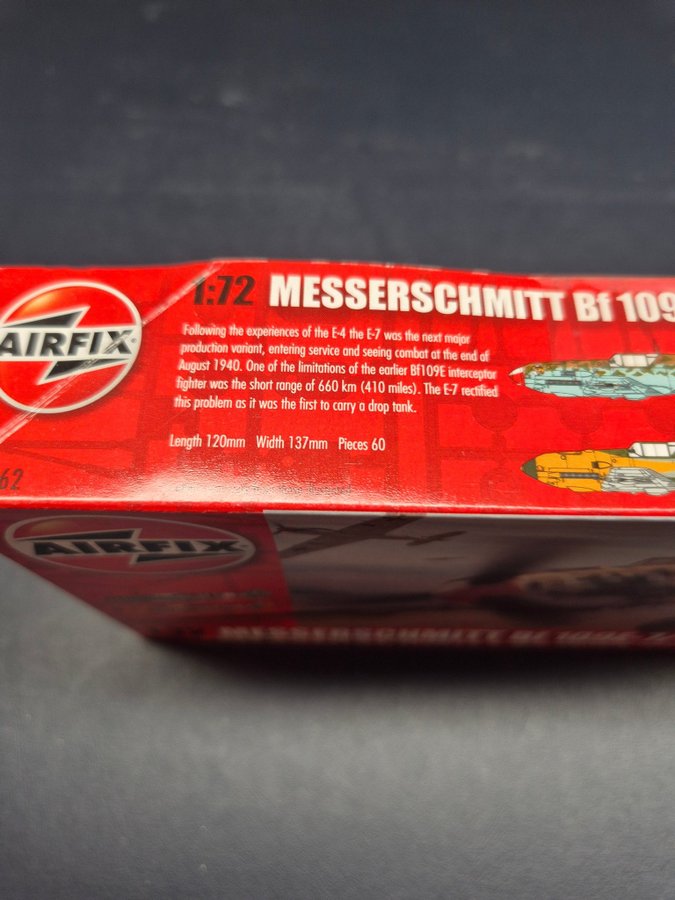 AIRFIX
1:72 MESSERSCHMITT Bf 109
Following the experiences of the E-4 the E-7 was the next major
production variant, entering service and seeing combat at the end of
August 1940. One of the limitations of the earlier Bf109E interceptor
fighter was the short range of 660 km (410 miles). The E-7 rectified
this problem as it was the first to carry a drop tank.
Length 120mm Width 137mm Pieces 60
62
AIRFIX
MESSERSCHMITT Bf 109E